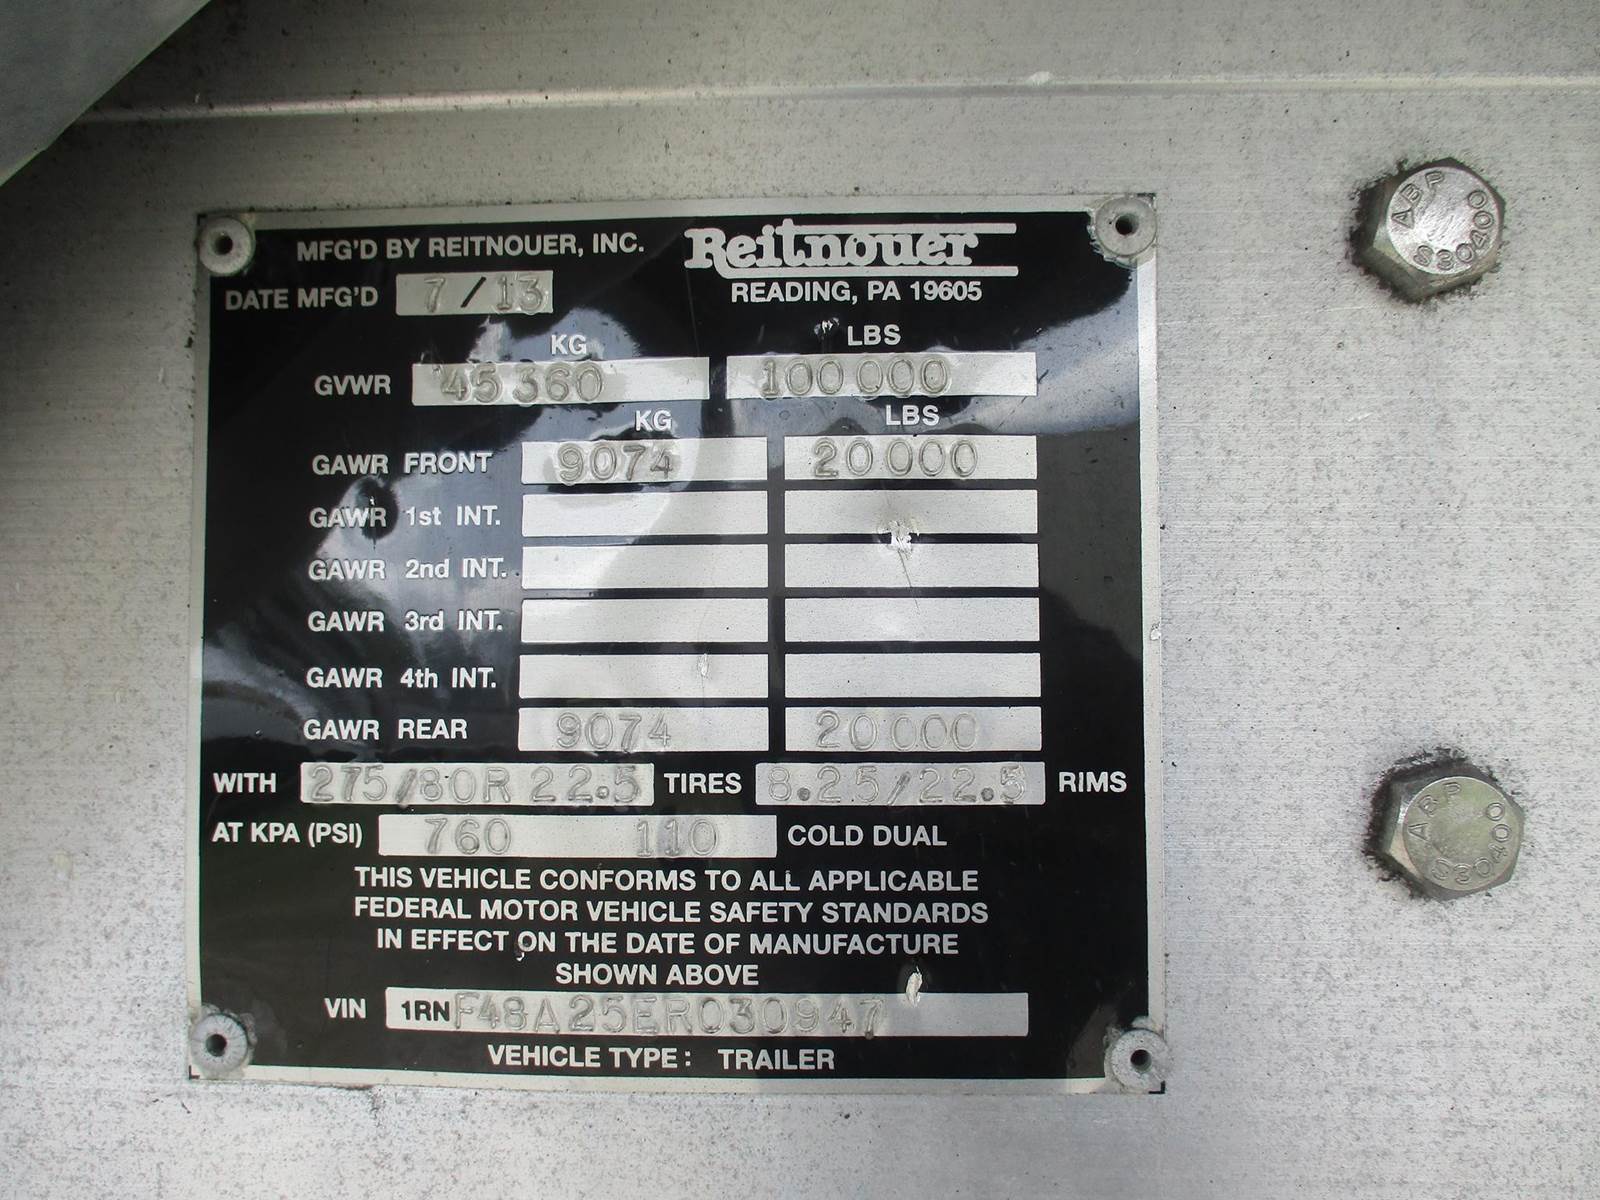 MFG'D BY REITNOUER, INC. Reitnouer
DATE MFG'D 7/13 READING, PA 19605
KG LBS
GVWR 45360 100000
KG LBS
GAWR FRONT 9074 20000
GAWR 1st INT.
GAWR 2nd INT.
GAWR 3rd INT.
GAWR 4th INT.
GAWR REAR 9074 20000
WITH 275/80R 22.5 TIRES 8.25/22.5 RIMS
AT KPA (PSI) 760 110 COLD DUAL
THIS VEHICLE CONFORMS TO ALL APPLICABLE
FEDERAL MOTOR VEHICLE SAFETY STANDARDS
IN EFFECT ON THE DATE OF MANUFACTURE
SHOWN ABOVE
VIN 1RNF48A25ER030947
VEHICLE TYPE: TRAILER
ABP
S30400
ABP
S30400